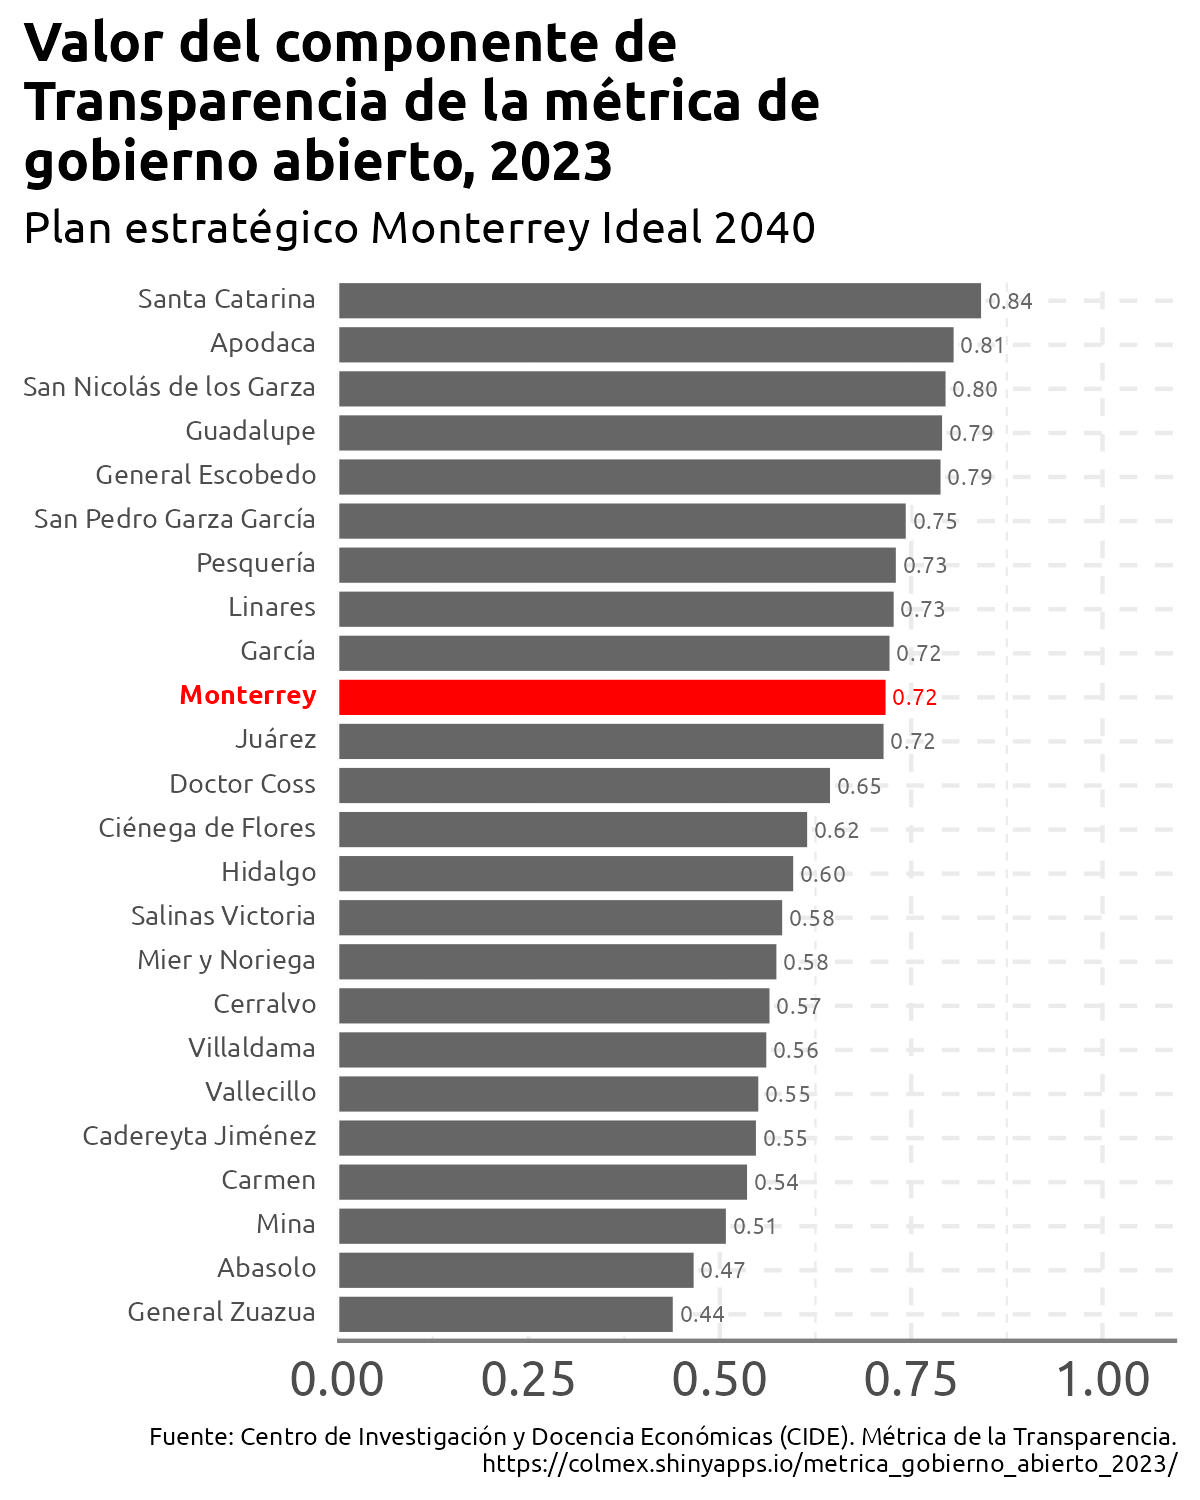 Valor del componente de
Transparencia de la métrica de
gobierno abierto, 2023
Plan estratégico Monterrey Ideal 2040
Santa Catarina 0.84
Apodaca 0.81
San Nicolás de los Garza 0.80
Guadalupe 0.79
General Escobedo 0.79
San Pedro Garza García 0.75
Pesquería 0.73
Linares 0.73
García 0.72
Monterrey 0.72
Juárez 0.72
Doctor Coss 0.65
Ciénega de Flores 0.62
Hidalgo 0.60
Salinas Victoria 0.58
Mier y Noriega 0.58
Cerralvo 0.57
Villaldama 0.56
Vallecillo 0.55
Cadereyta Jiménez 0.55
Carmen 0.54
Mina 0.51
Abasolo 0.47
General Zuazua 0.44
0.00 0.25 0.50 0.75 1.00
Fuente: Centro de Investigación y Docencia Económicas (CIDE). Métrica de la Transparencia.
https://colmex.shinyapps.io/metrica_gobierno_abierto_2023/